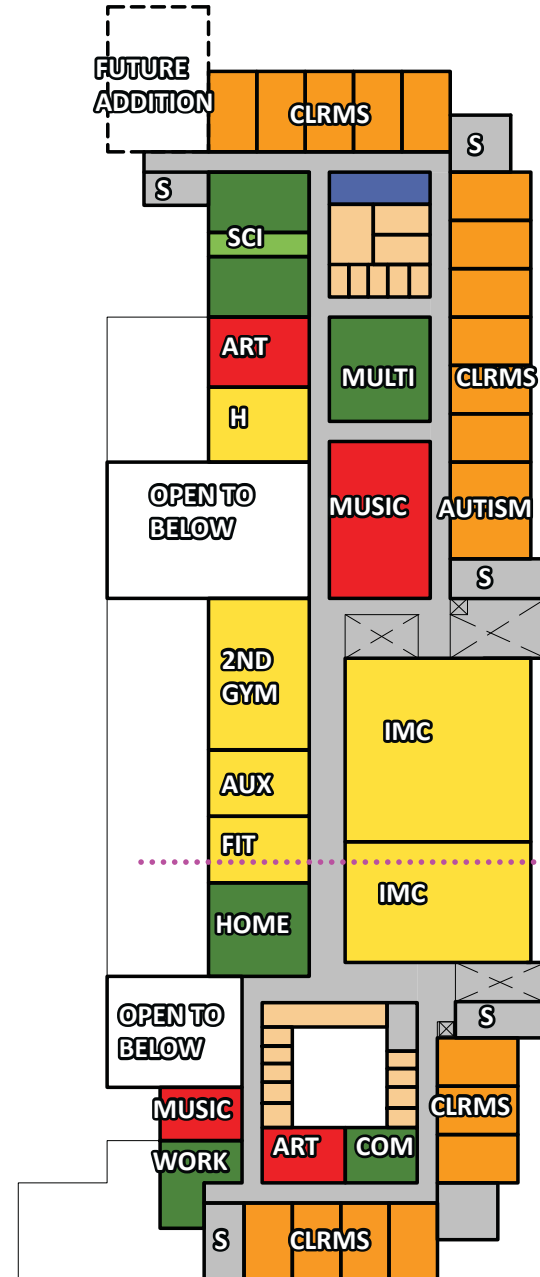 FUTURE
ADDITION
CLRMS
S
S
SCI
ART
MULTI
CLRMS
H
OPEN TO
BELOW
MUSIC
AUTISM
S
2ND
GYM
IMC
AUX
FIT
IMC
HOME
OPEN TO
BELOW
S
MUSIC
CLRMS
WORK
ART
COM
S
CLRMS